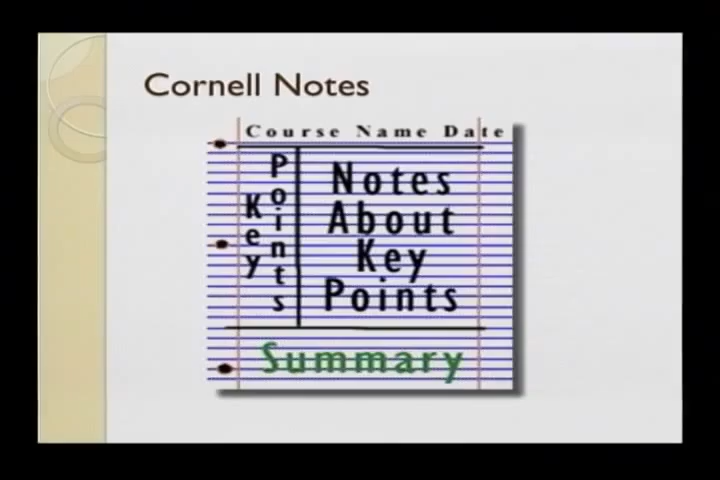 Cornell Notes
Course Name Date
Key
Points
Notes
About
Key
Points
Summary